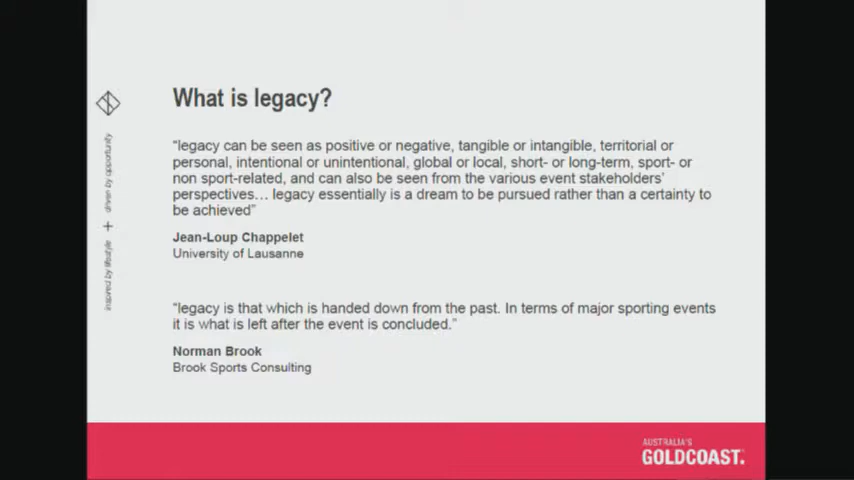 What is legacy?
“legacy can be seen as positive or negative, tangible or intangible, territorial or
personal, intentional or unintentional, global or local, short- or long-term, sport- or
non sport-related, and can also be seen from the various event stakeholders’
perspectives… legacy essentially is a dream to be pursued rather than a certainty to
be achieved”
Jean-Loup Chappelet
University of Lausanne
“legacy is that which is handed down from the past. In terms of major sporting events
it is what is left after the event is concluded.”
Norman Brook
Brook Sports Consulting
inspired by lifestyle + driven by opportunity
AUSTRALIA'S
GOLDCOAST.